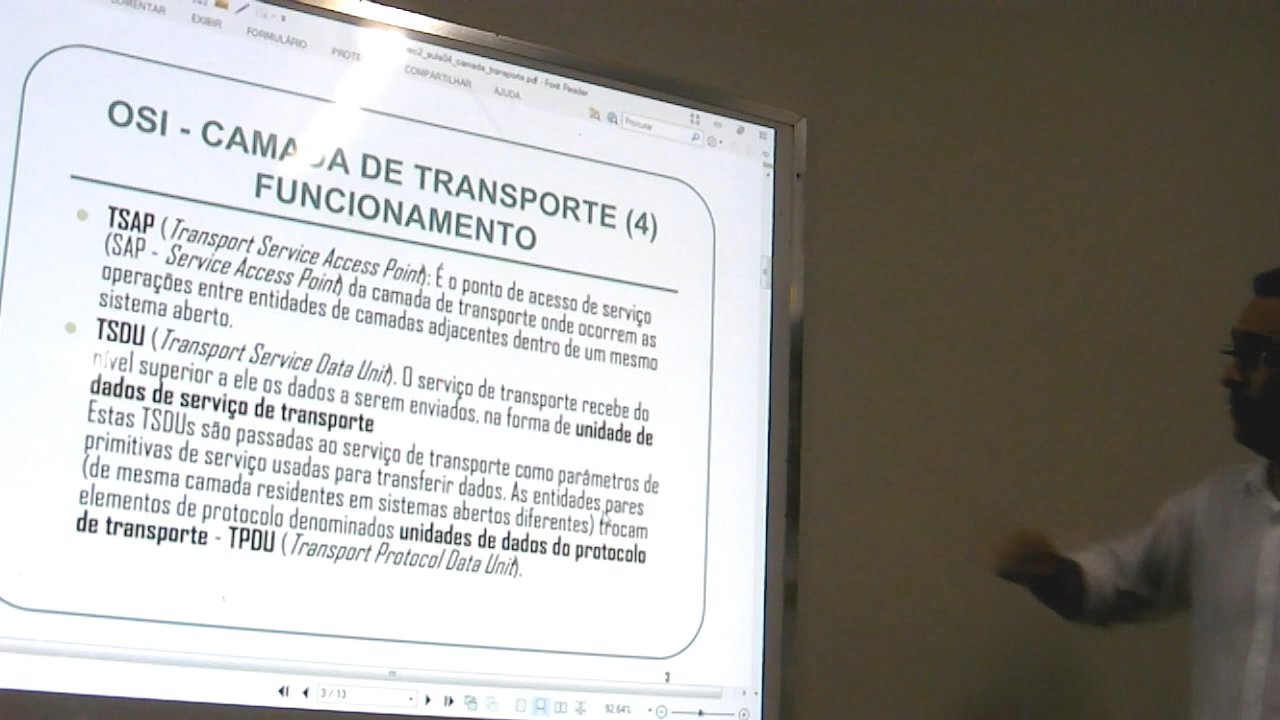 COMENTAR EXIBIR FORMULÁRIO COMPARTILHAR AJUDA
rec2_aula04_camada_transporte.pdf - Foxit Reader
Procurar
OSI - CAMADA DE TRANSPORTE (4)
FUNCIONAMENTO
TSAP (Transport Service Access Point): É o ponto de acesso de serviço
(SAP - Service Access Point) da camada de transporte onde ocorrem as
operações entre entidades de camadas adjacentes dentro de um mesmo
sistema aberto.
TSDU (Transport Service Data Unit). O serviço de transporte recebe do
nível superior a ele os dados a serem enviados, na forma de unidade de
dados de serviço de transporte
Estas TSDUs são passadas ao serviço de transporte como parâmetros de
primitivas de serviço usadas para transferir dados. As entidades pares
(de mesma camada residentes em sistemas abertos diferentes) trocam
elementos de protocolo denominados unidades de dados do protocolo
de transporte - TPDU (Transport Protocol Data Unit).
3
3 / 13
92.64%